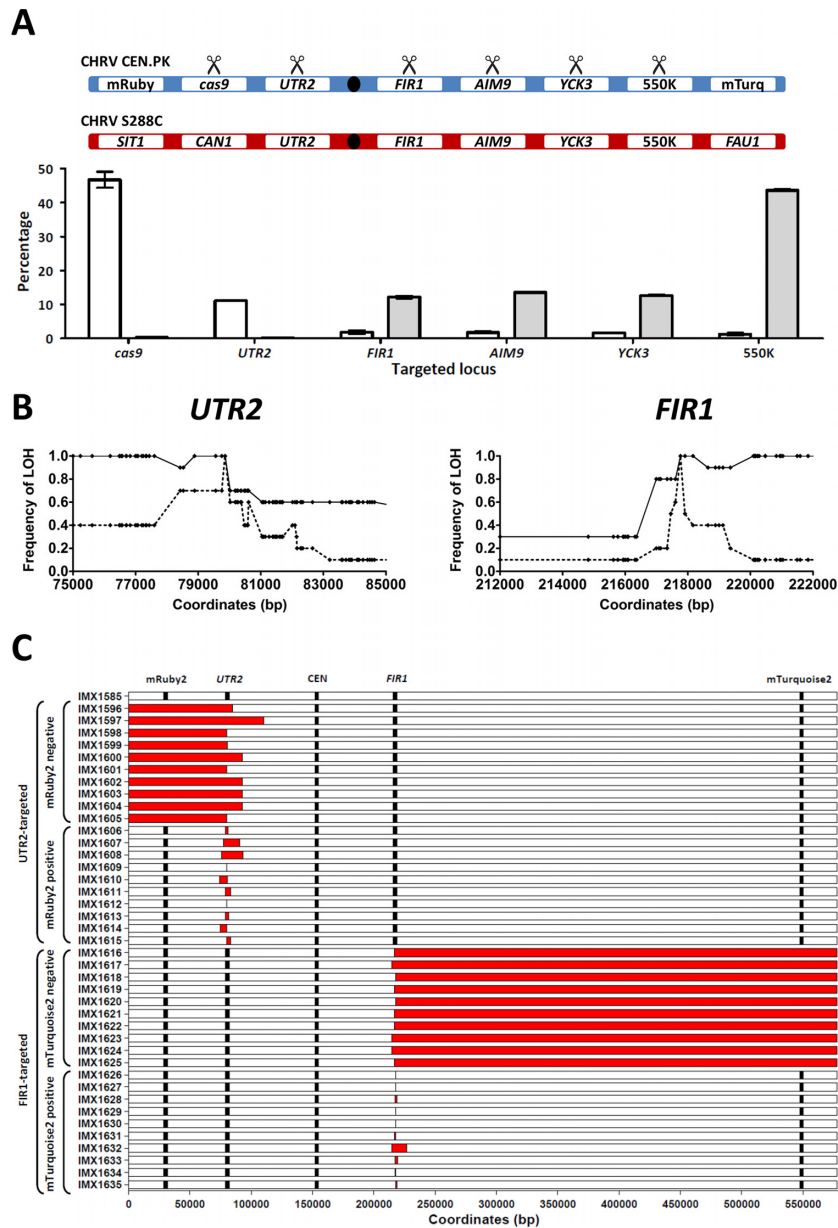 A
CHRV CEN.PK
mRuby cas9 UTR2 FIR1 AIM9 YCK3 550K mTurq
CHRV S288C
SIT1 CAN1 UTR2 FIR1 AIM9 YCK3 550K FAU1
50
40
30
20
10
0
Percentage
cas9 UTR2 FIR1 AIM9 YCK3 550K
Targeted locus
B
UTR2
FIR1
1.0
0.8
0.6
0.4
0.2
0.0
Frequency of LOH
75000 77000 79000 81000 83000 85000
Coordinates (bp)
1.0
0.8
0.6
0.4
0.2
0.0
Frequency of LOH
212000 214000 216000 218000 220000 222000
Coordinates (bp)
C
mRuby2 UTR2 CEN FIR1 mTurquoise2
UTR2-targeted
mRuby2 negative
mRuby2 positive
FIR1-targeted
mTurquoise2 negative
mTurquoise2 positive
IMX1585
IMX1596
IMX1597
IMX1598
IMX1599
IMX1600
IMX1601
IMX1602
IMX1603
IMX1604
IMX1605
IMX1606
IMX1607
IMX1608
IMX1609
IMX1610
IMX1611
IMX1612
IMX1613
IMX1614
IMX1615
IMX1616
IMX1617
IMX1618
IMX1619
IMX1620
IMX1621
IMX1622
IMX1623
IMX1624
IMX1625
IMX1626
IMX1627
IMX1628
IMX1629
IMX1630
IMX1631
IMX1632
IMX1633
IMX1634
IMX1635
0 50000 100000 150000 200000 250000 300000 350000 400000 450000 500000 550000
Coordinates (bp)